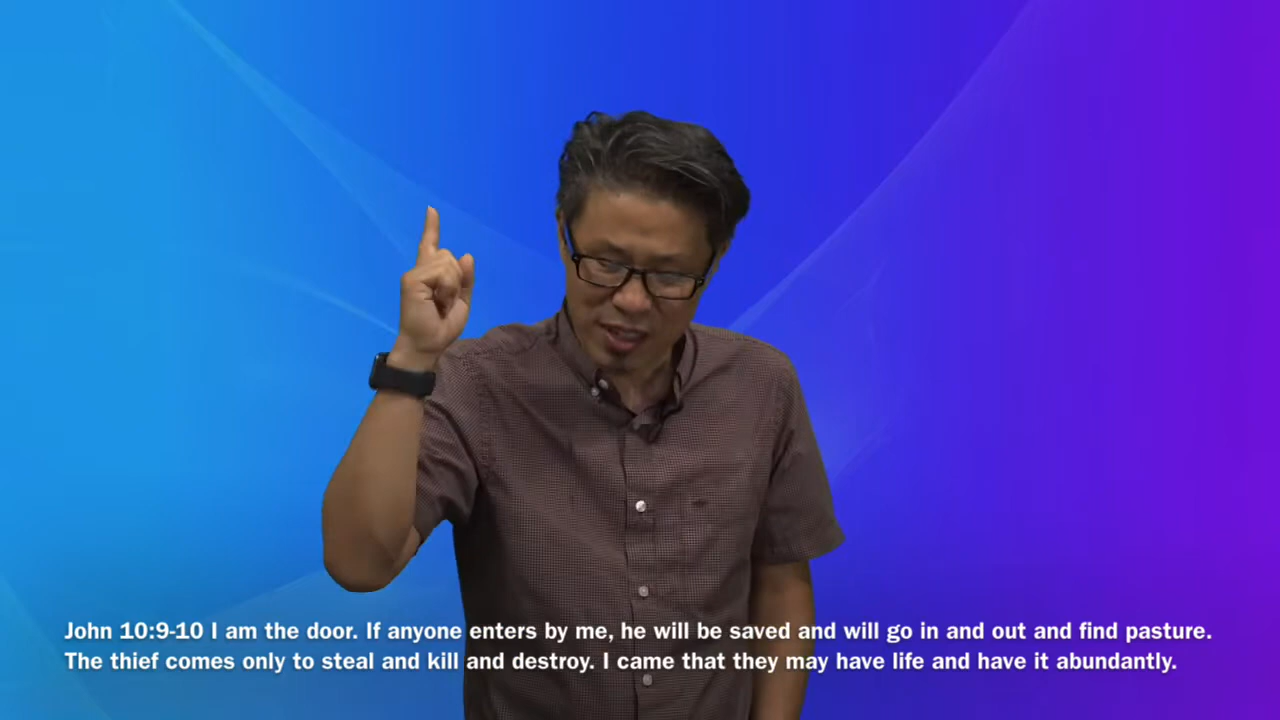 John 10:9-10 I am the door. If anyone enters by me, he will be saved and will go in and out and find pasture.
The thief comes only to steal and kill and destroy. I came that they may have life and have it abundantly.